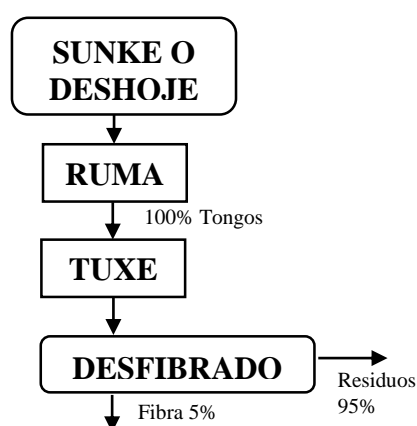 SUNKE O
DESHOJE
RUMA
100% Tongos
TUXE
DESFIBRADO
Residuos
95%
Fibra 5%